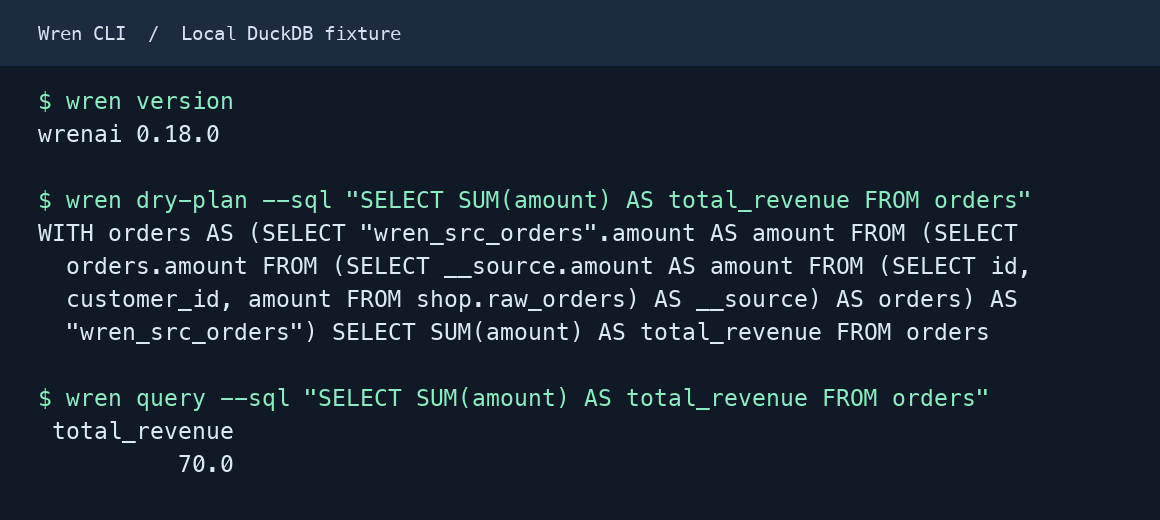 Wren CLI  /  Local DuckDB fixture
$ wren version
wrenai 0.18.0
$ wren dry-plan --sql "SELECT SUM(amount) AS total_revenue FROM orders"
WITH orders AS (SELECT "wren_src_orders".amount AS amount FROM (SELECT
  orders.amount FROM (SELECT __source.amount AS amount FROM (SELECT id,
  customer_id, amount FROM shop.raw_orders) AS __source) AS orders) AS
  "wren_src_orders") SELECT SUM(amount) AS total_revenue FROM orders
$ wren query --sql "SELECT SUM(amount) AS total_revenue FROM orders"
 total_revenue
          70.0